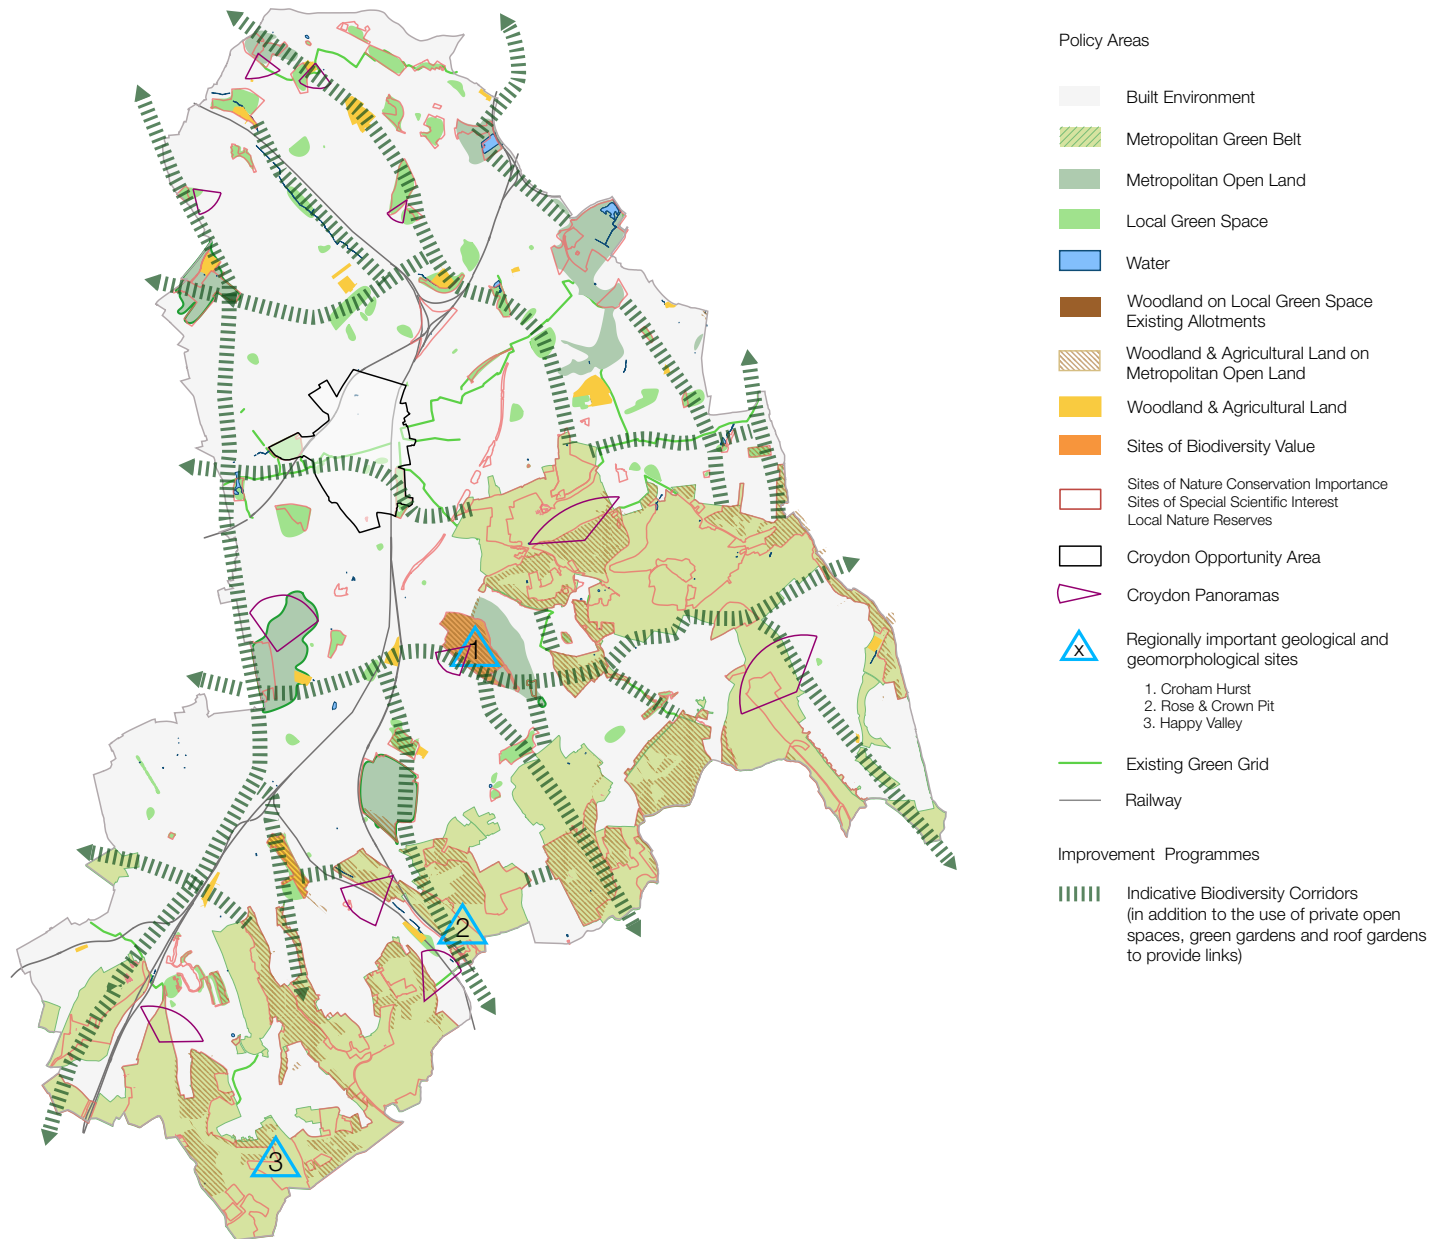 Policy Areas
Built Environment
Metropolitan Green Belt
Metropolitan Open Land
Local Green Space
Water
Woodland on Local Green Space
Existing Allotments
Woodland & Agricultural Land on
Metropolitan Open Land
Woodland & Agricultural Land
Sites of Biodiversity Value
Sites of Nature Conservation Importance
Sites of Special Scientific Interest
Local Nature Reserves
Croydon Opportunity Area
Croydon Panoramas
x
Regionally important geological and
geomorphological sites
1. Croham Hurst
2. Rose & Crown Pit
3. Happy Valley
Existing Green Grid
Railway
Improvement Programmes
Indicative Biodiversity Corridors
(in addition to the use of private open
spaces, green gardens and roof gardens
to provide links)
1
2
3